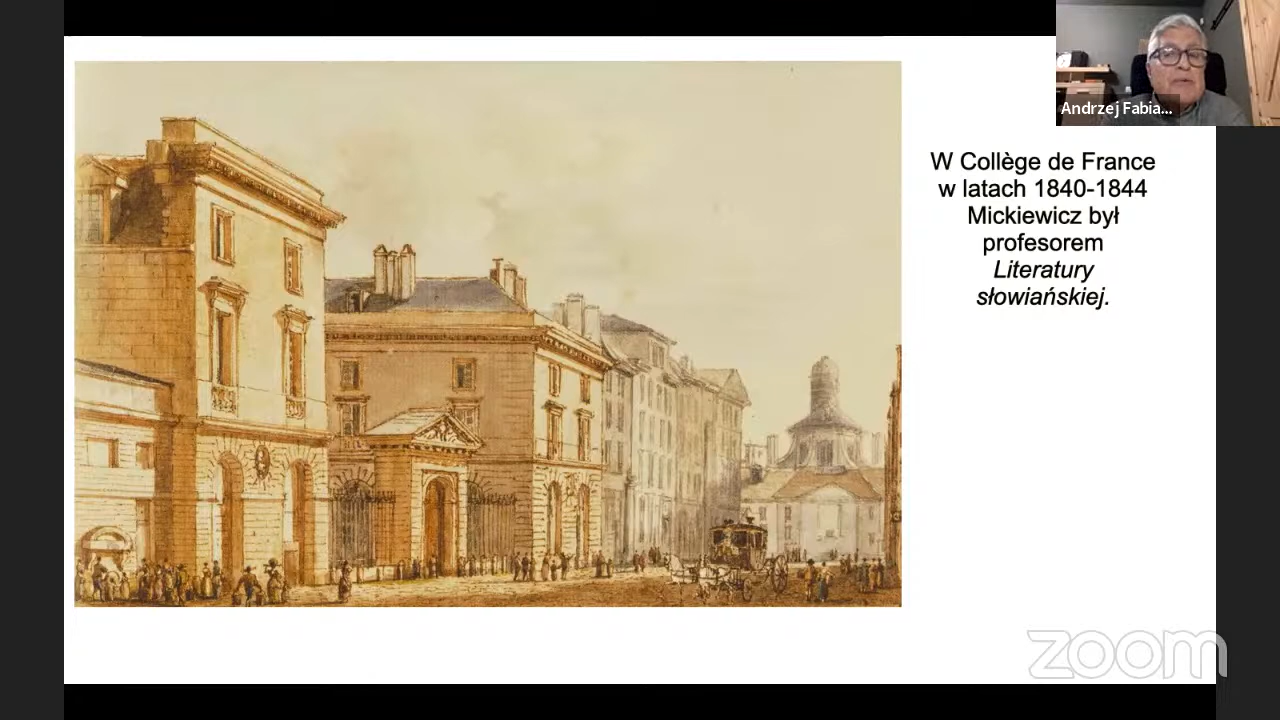 Andrzej Fabia...
W Collège de France
w latach 1840-1844
Mickiewicz był
profesorem
Literatury
słowiańskiej.
zoom